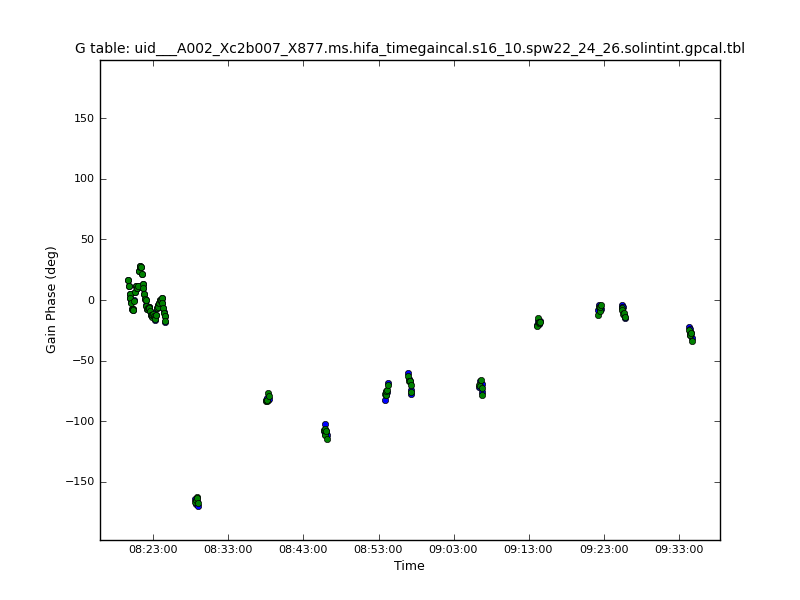 G table: uid___A002_Xc2b007_X877.ms.hifa_timegaincal.s16_10.spw22_24_26.solintint.gpcal.tbl
150
100
50
0
−50
−100
−150
Gain Phase (deg)
08:23:00 08:33:00 08:43:00 08:53:00 09:03:00 09:13:00 09:23:00 09:33:00
Time